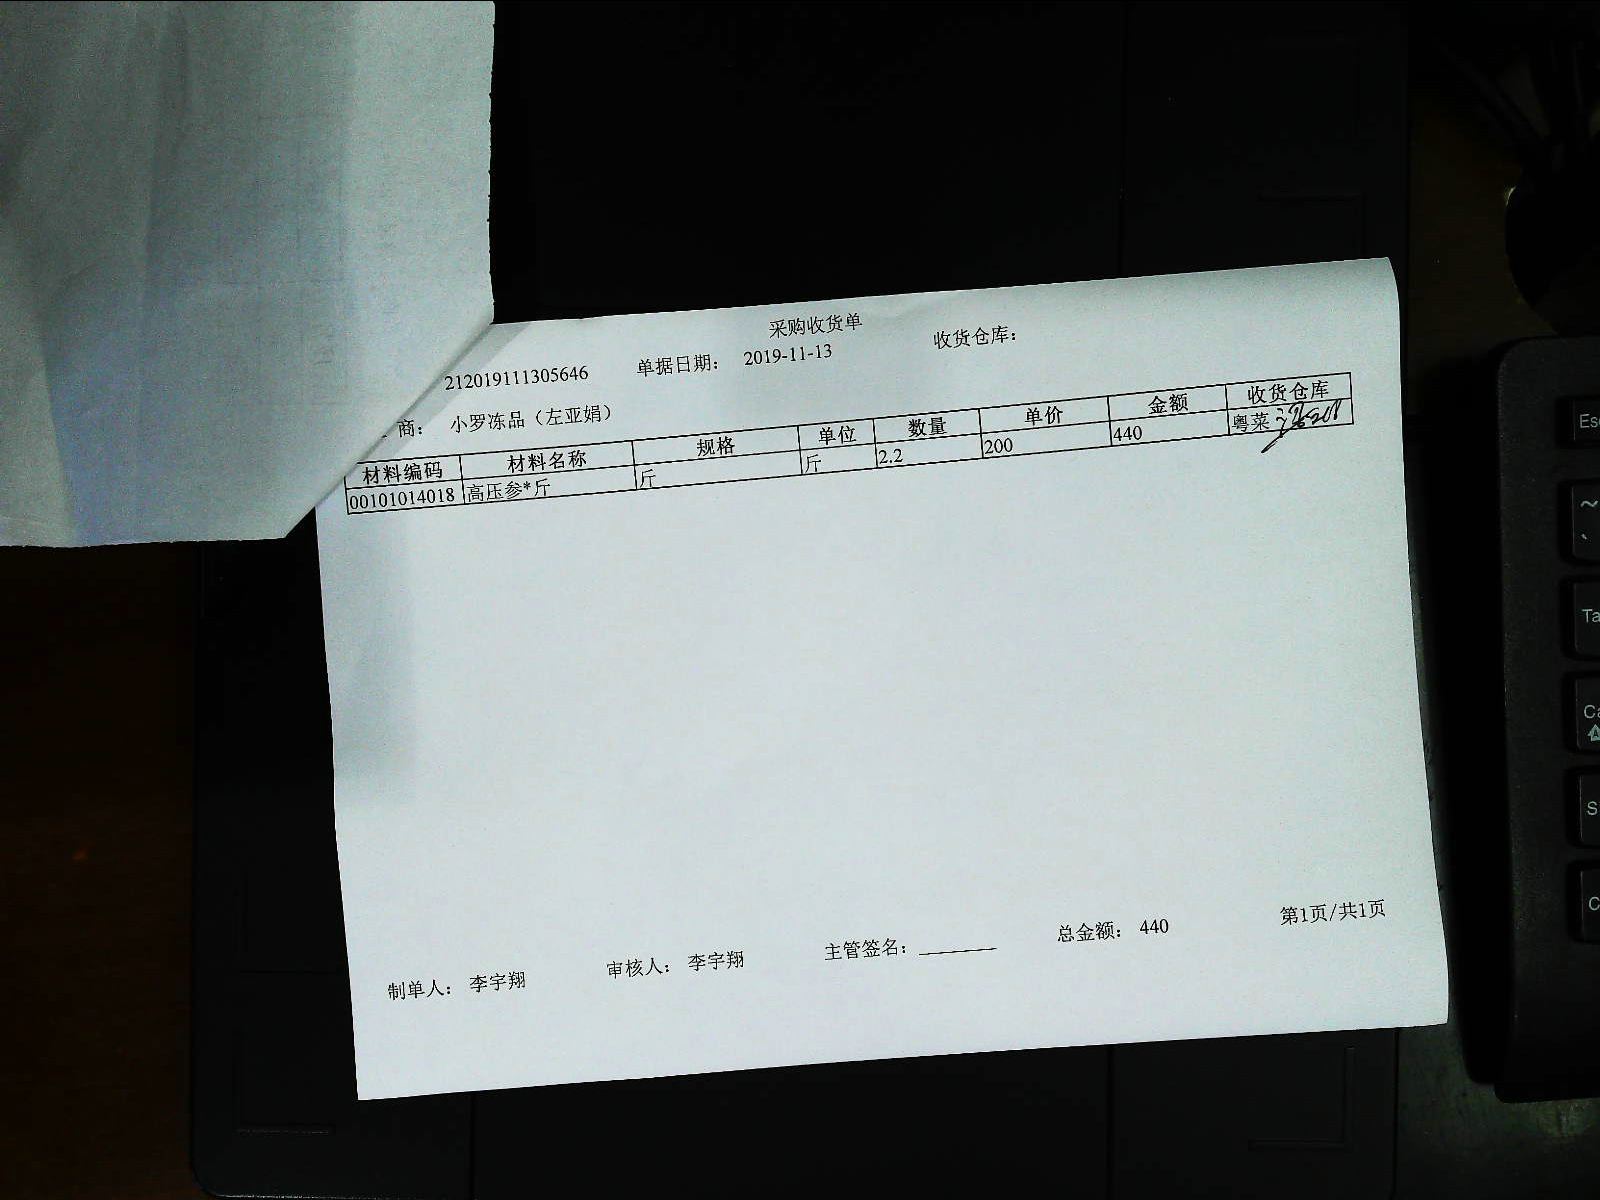 采购收货单
212019111305646 单据日期： 2019-11-13 收货仓库：
商： 小罗冻品（左亚娟）
材料编码 材料名称 规格 单位 数量 单价 金额 收货仓库
00101014018 高压参*斤 斤 斤 2.2 200 440 粤菜
制单人： 李宇翔 审核人： 李宇翔 主管签名： 总金额： 440 第1页/共1页
Esc
~
、
Ta
Ca
S
C